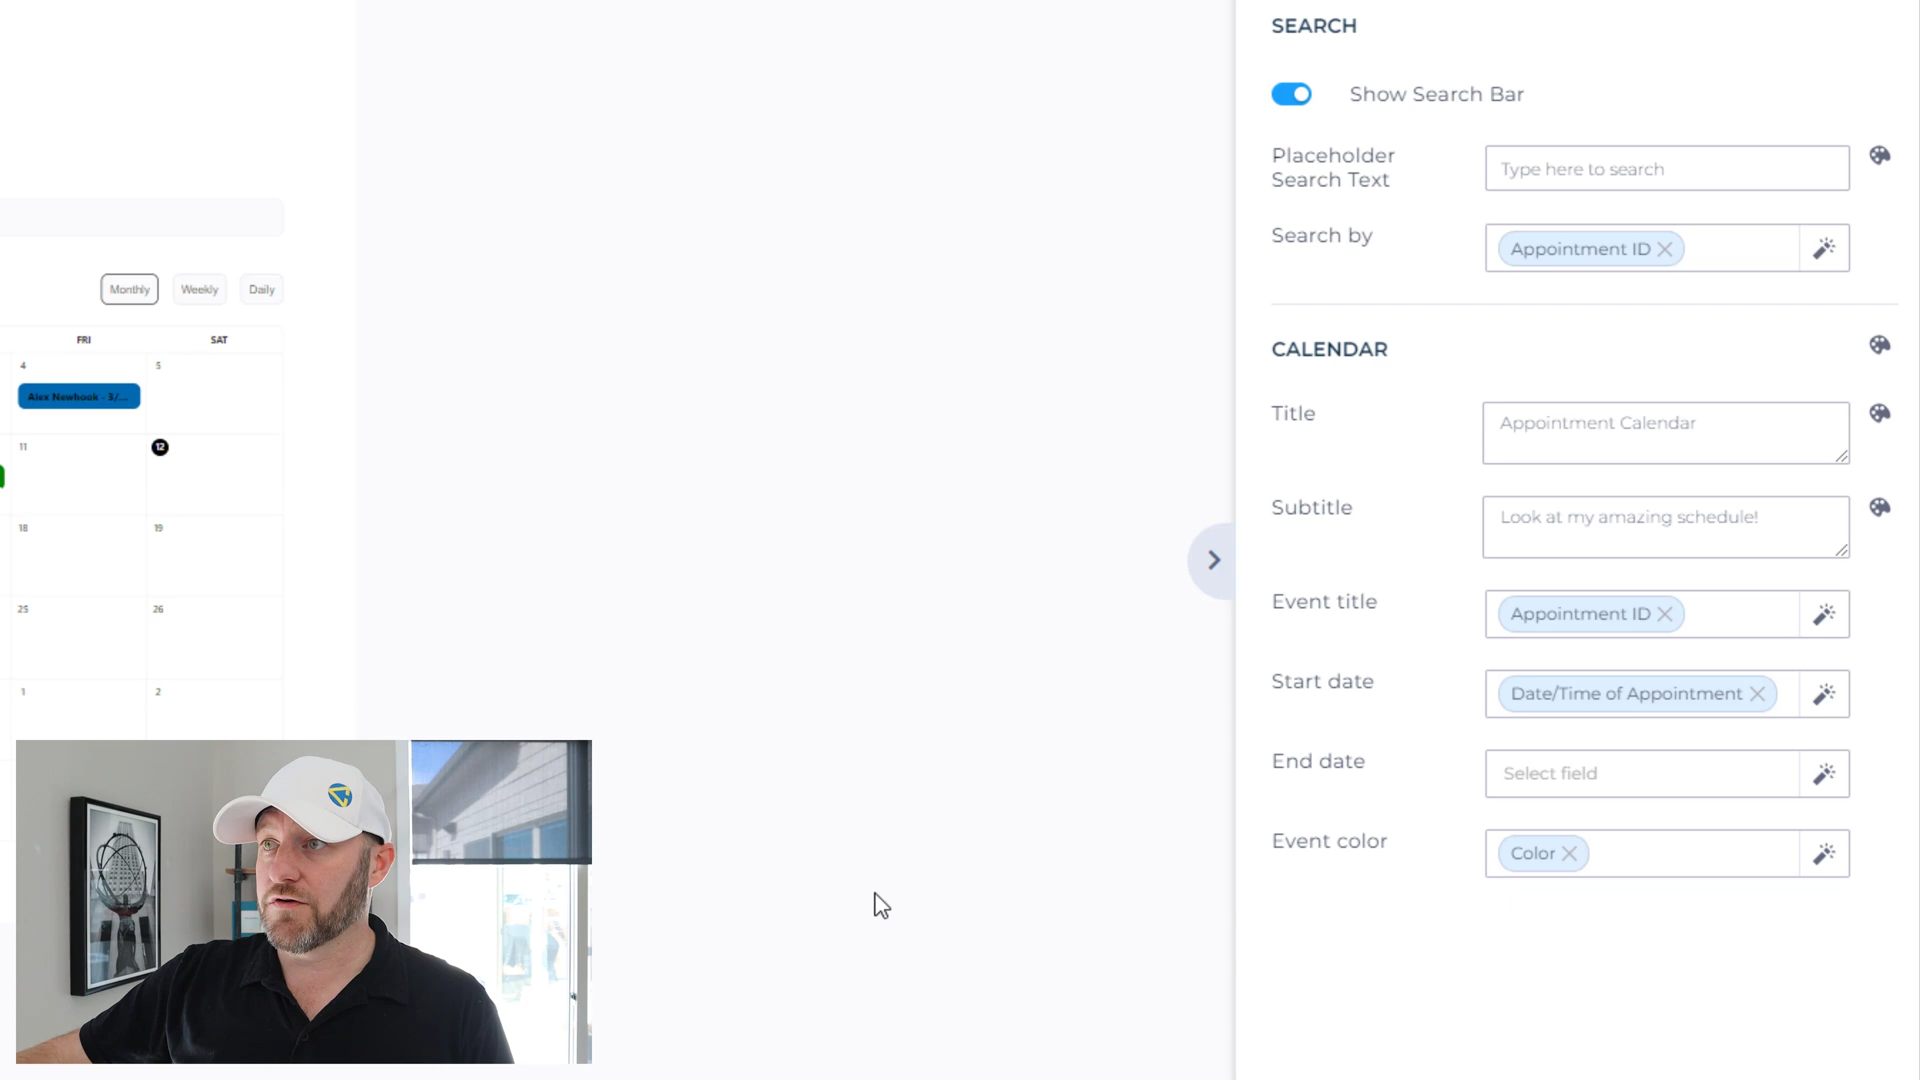 Monthly
Weekly
Daily
FRI
SAT
4
5
Alex Newhook - 3/...
11
12
18
19
25
26
1
2
SEARCH
Show Search Bar
Placeholder
Search Text
Type here to search
Search by
Appointment ID
CALENDAR
Title
Appointment Calendar
Subtitle
Look at my amazing schedule!
Event title
Appointment ID
Start date
Date/Time of Appointment
End date
Select field
Event color
Color